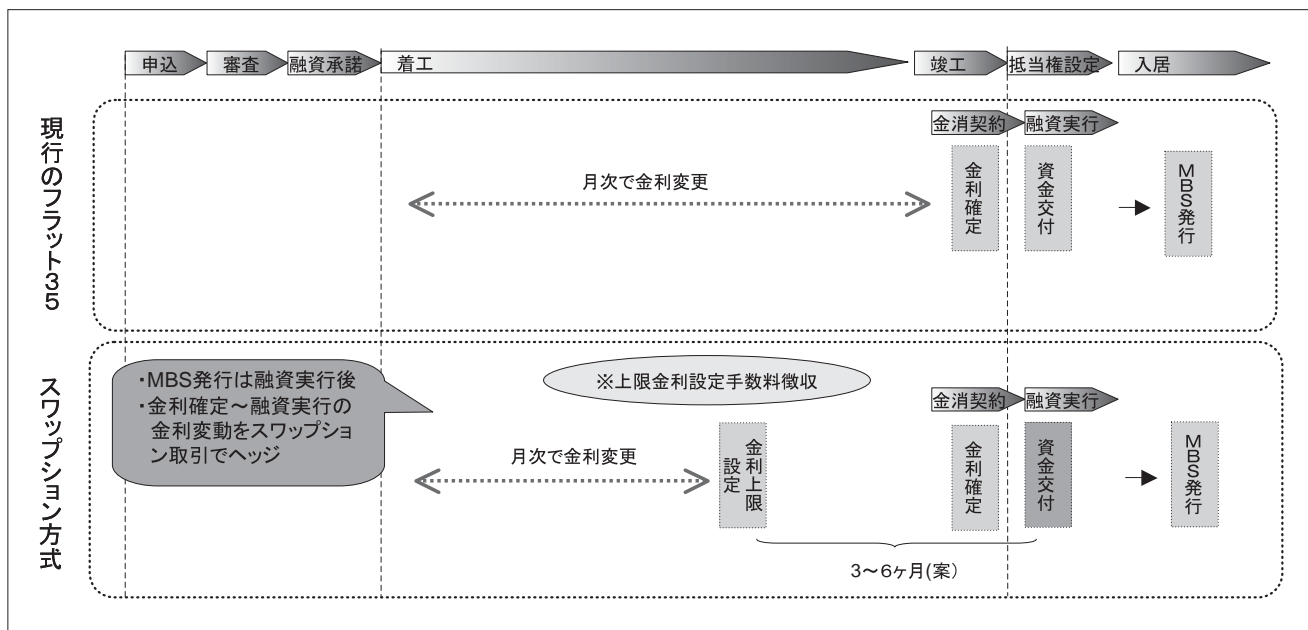 申込
審査
融資承諾
着工
竣工
抵当権設定
入居
現行のフラット35
金消契約
融資実行
月次で金利変更
金利確定
資金交付
MBS発行
スワップション方式
・MBS発行は融資実行後
・金利確定～融資実行の
金利変動をスワップショ
ン取引でヘッジ
※上限金利設定手数料徴収
金消契約
融資実行
月次で金利変更
金利上限
設定
金利確定
資金交付
MBS発行
3～6ヶ月(案)